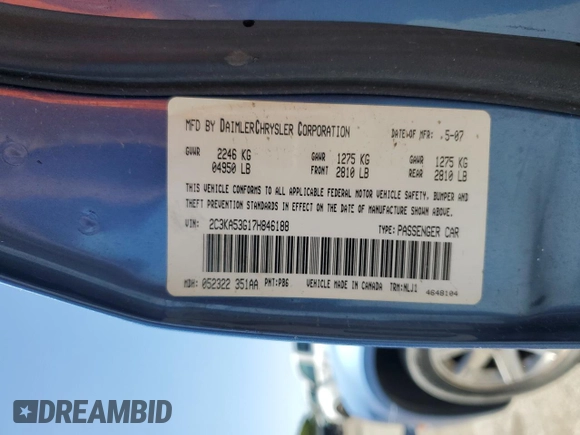 MFD BY DAIMLERCHRYSLER CORPORATION DATE OF MFR: 5-07
GVWR 2246 KG GAWR 1275 KG GAWR 1275 KG
04950 LB FRONT 2810 LB REAR 2810 LB
THIS VEHICLE CONFORMS TO ALL APPLICABLE FEDERAL MOTOR VEHICLE SAFETY, BUMPER AND
THEFT PREVENTION STANDARDS IN EFFECT ON THE DATE OF MANUFACTURE SHOWN ABOVE.
VIN: 2C3KA53G17H846188 TYPE: PASSENGER CAR
MDH: 052322 351AA PNT: PB6 VEHICLE MADE IN CANADA TRM: MLJ1
4648104
DREAMBID